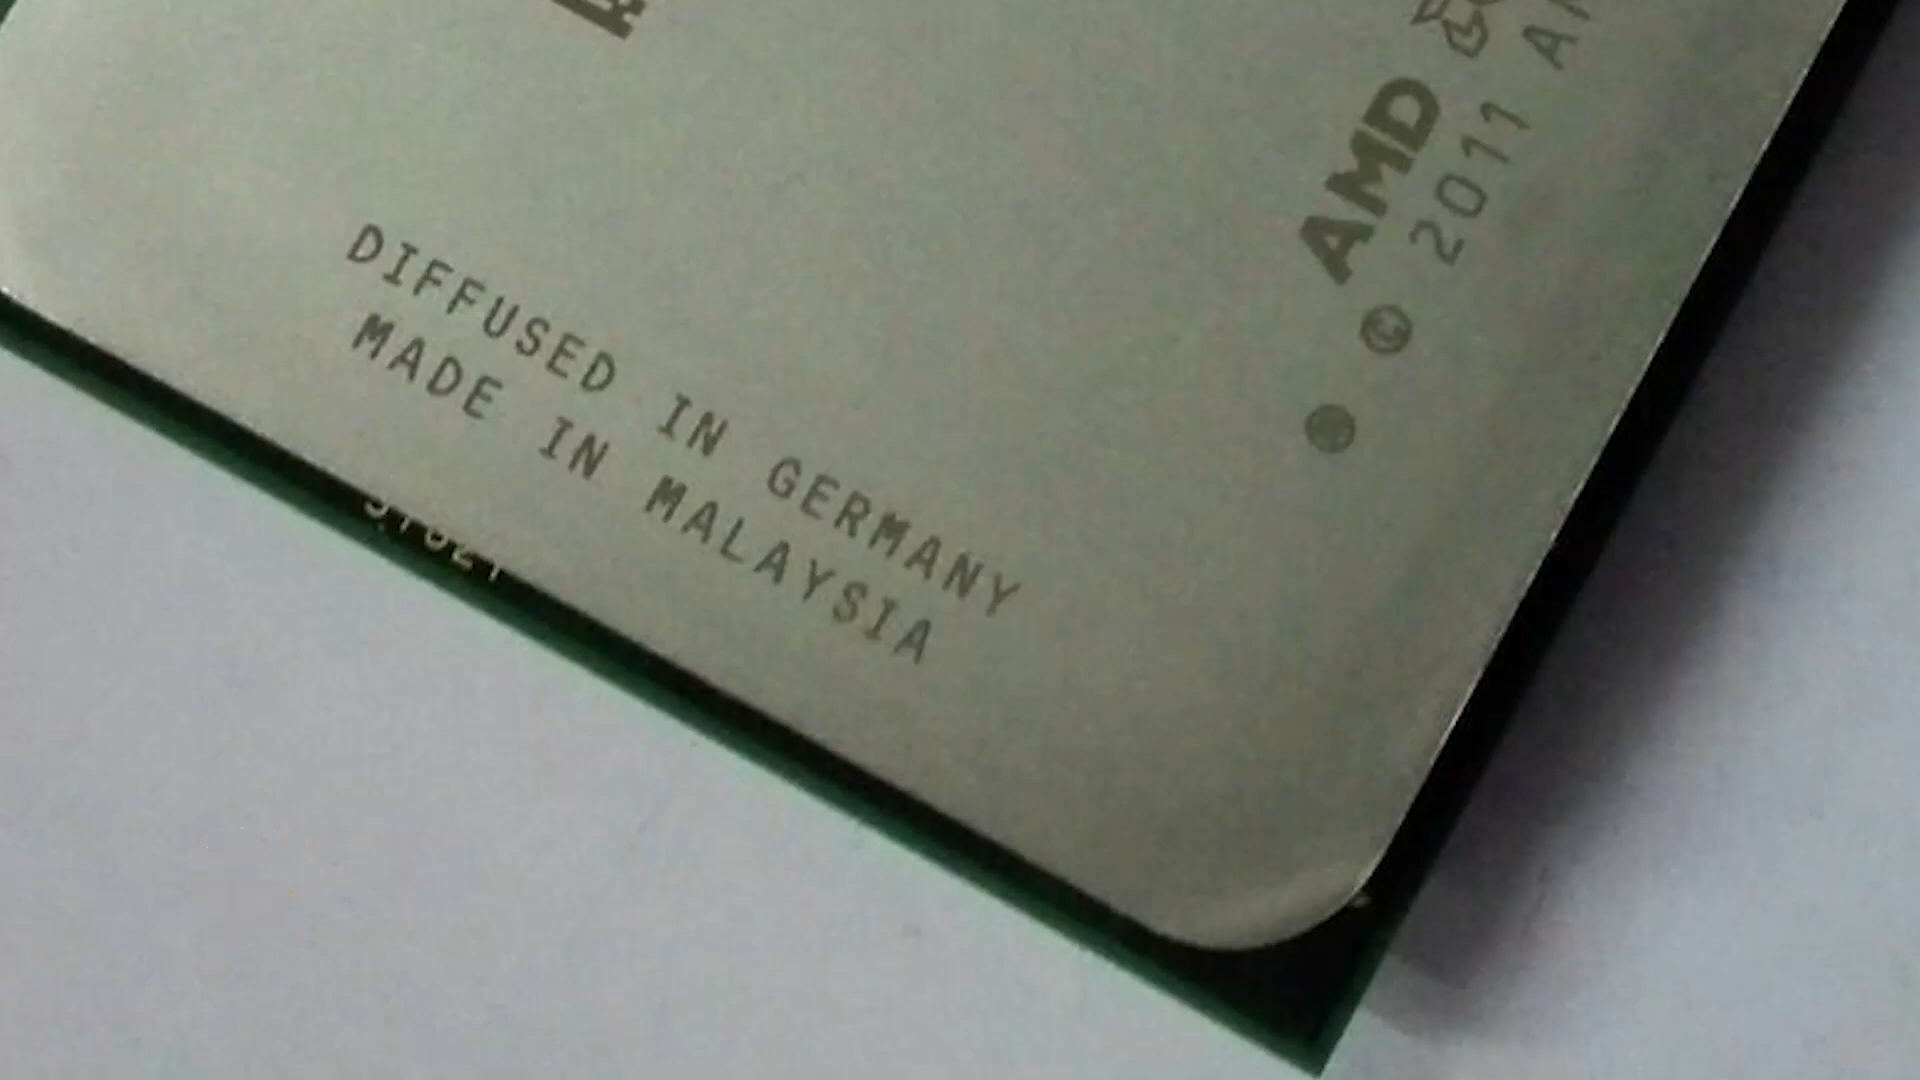 AMD
© 2011
DIFFUSED IN GERMANY
MADE IN MALAYSIA